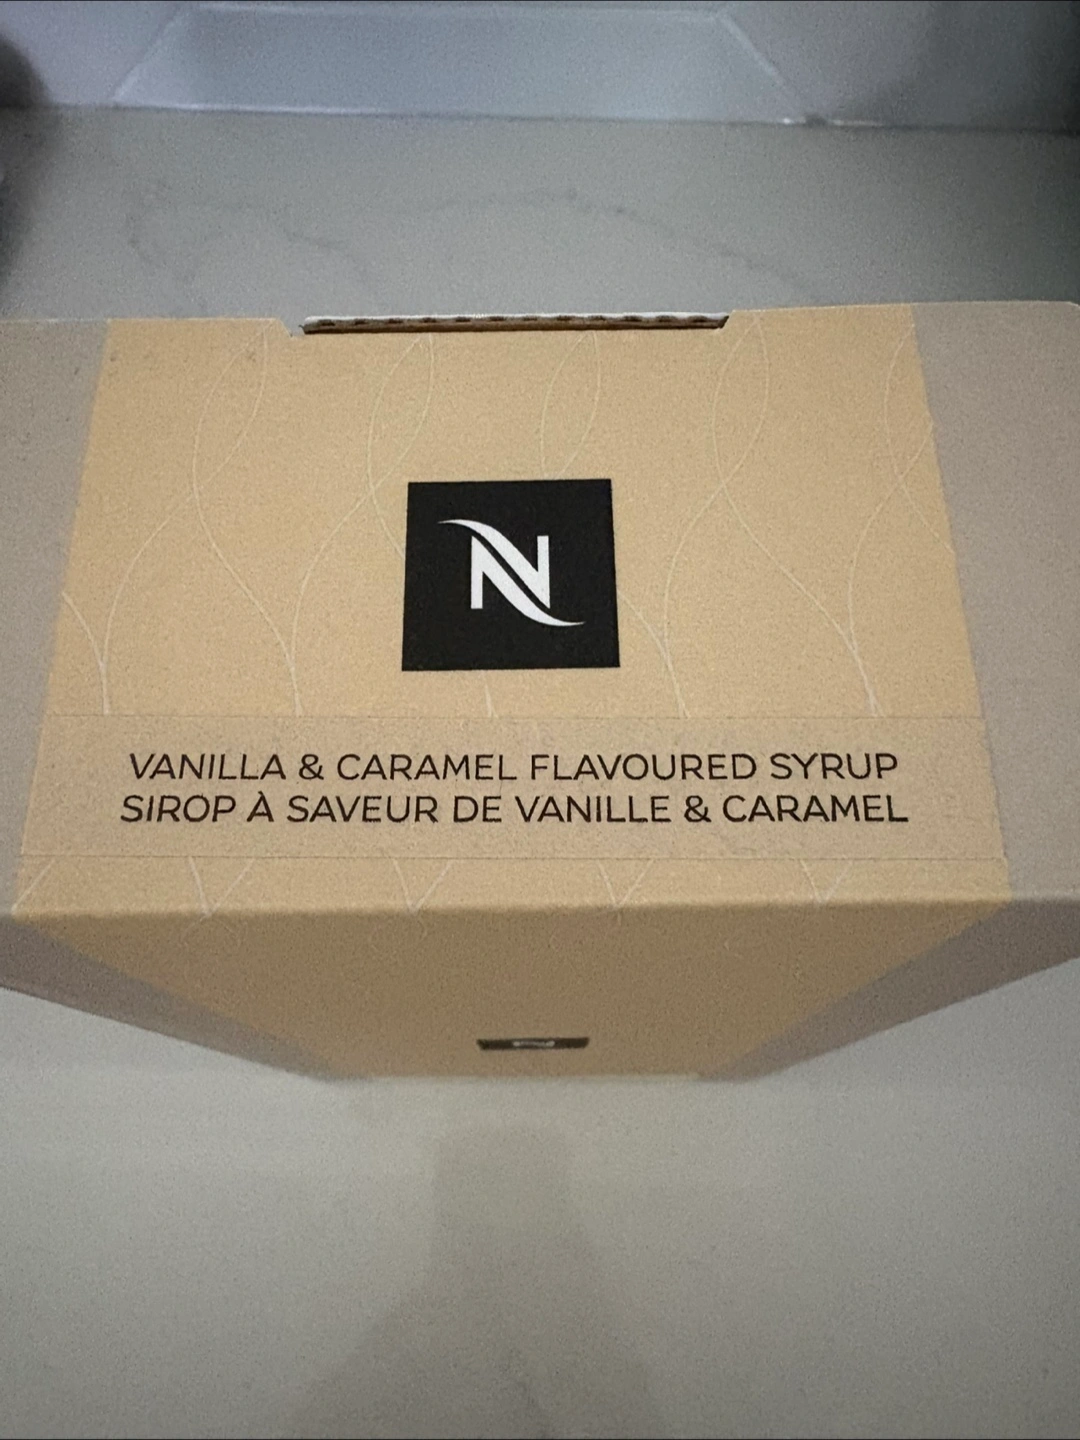 N
VANILLA & CARAMEL FLAVOURED SYRUP
SIROP À SAVEUR DE VANILLE & CARAMEL